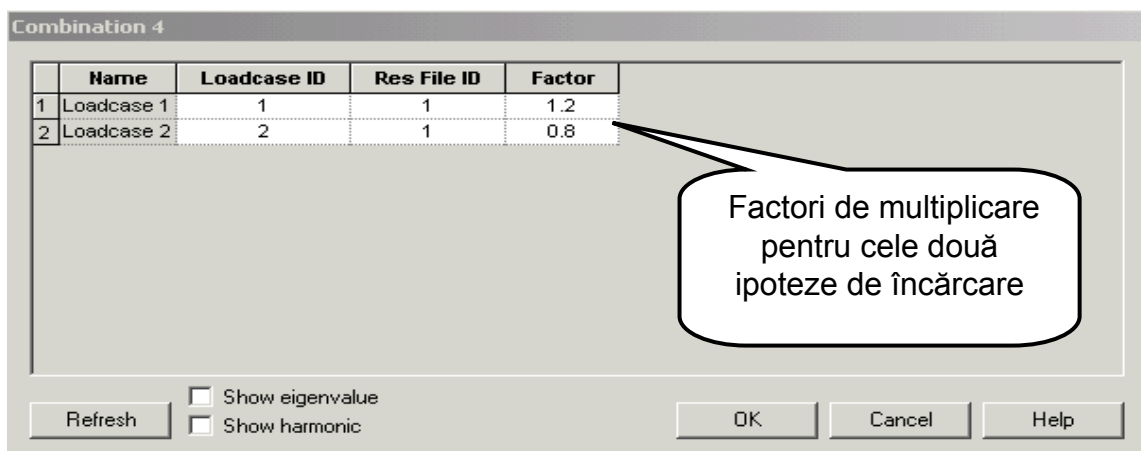 Combination 4
Name Loadcase ID Res File ID Factor
1 Loadcase 1 1 1 1.2
2 Loadcase 2 2 1 0.8
Factori de multiplicare
pentru cele două
ipoteze de încărcare
Show eigenvalue
Show harmonic
Refresh OK Cancel Help